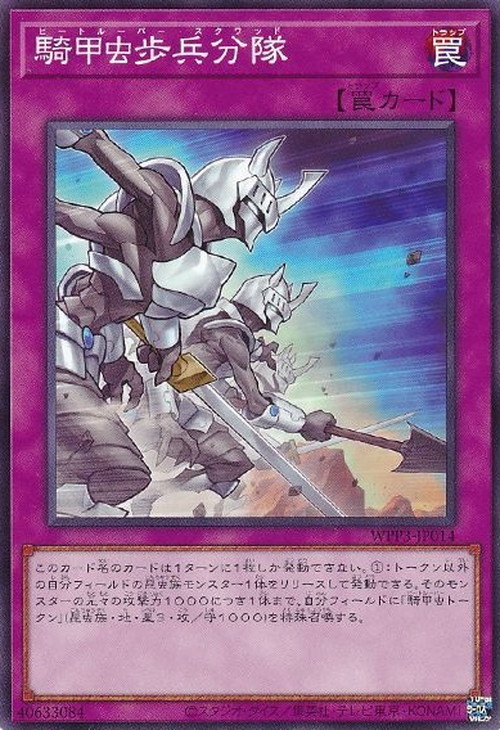 ビートルーパー スクワッド
騎甲虫歩兵分隊
トラップ
罠
トラップ
【罠カード】
WPP3-JP014
このカード名のカードは1ターンに1枚しか発動できない。①:トークン以外
の自分フィールドの昆虫族モンスター1体をリリースして発動できる。そのモン
スターの元々の攻撃力1000につき1体まで、自分フィールドに「騎甲虫トー
クン」(昆虫族・地・星3・攻/守1000)を特殊召喚する。
40633084
©スタジオ・ダイス/集英社・テレビ東京・KONAMI